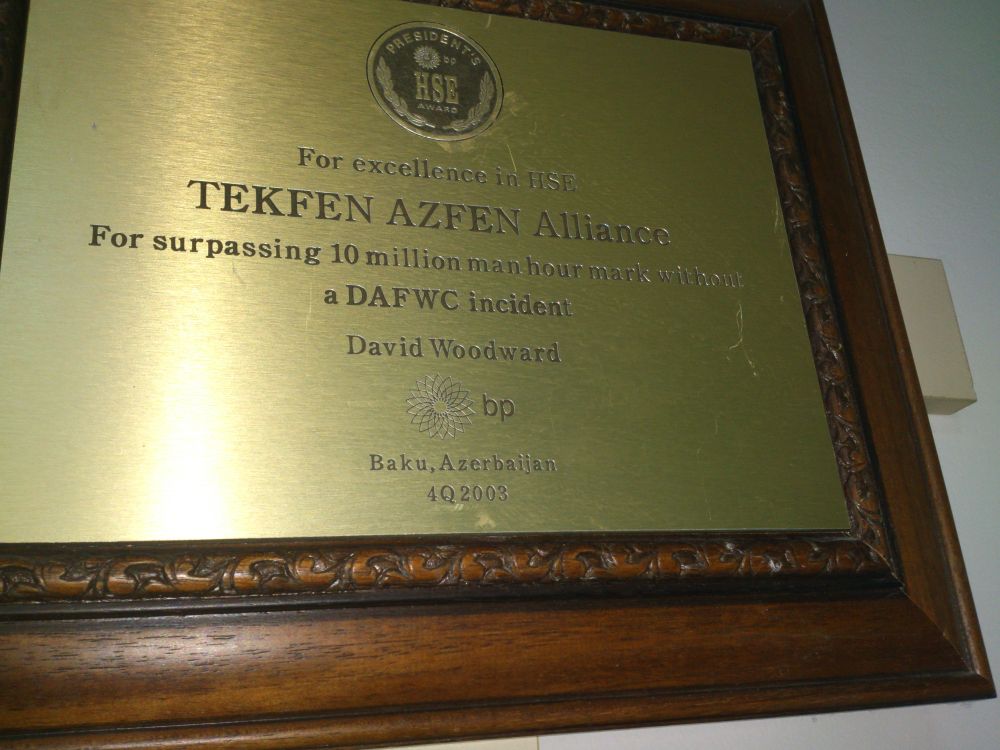 PRESIDENT'S
bp
HSE
AWARD
For excellence in HSE
TEKFEN AZFEN Alliance
For surpassing 10 million man hour mark without
a DAFWC incident
David Woodward
bp
Baku, Azerbaijan
4Q 2003